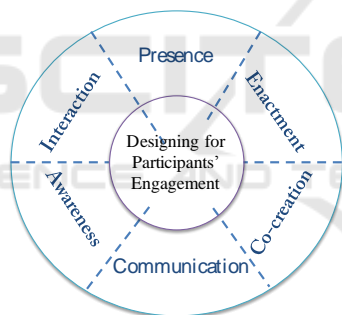 Presence
Enactment
Interaction
Designing for
Participants'
Engagement
Awareness
Co-creation
Communication